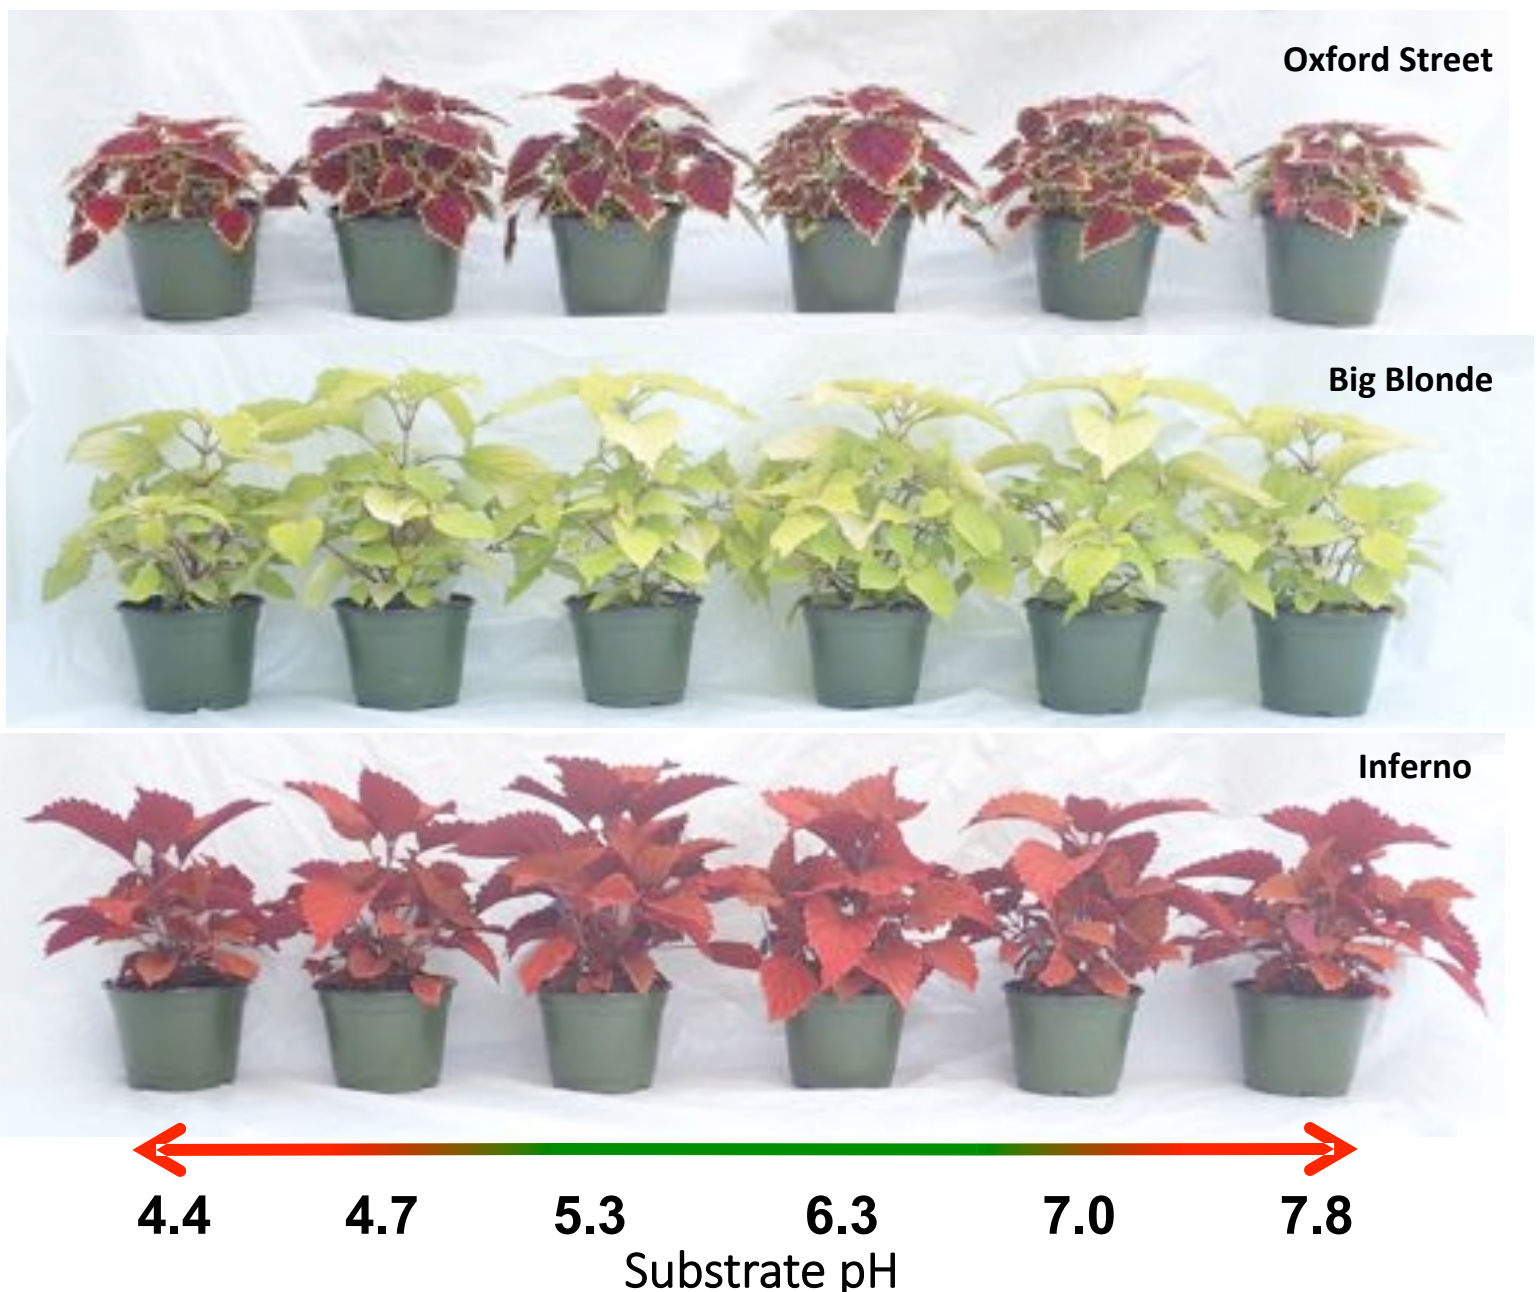 Oxford Street
Big Blonde
Inferno
4.4 4.7 5.3 6.3 7.0 7.8
Substrate pH